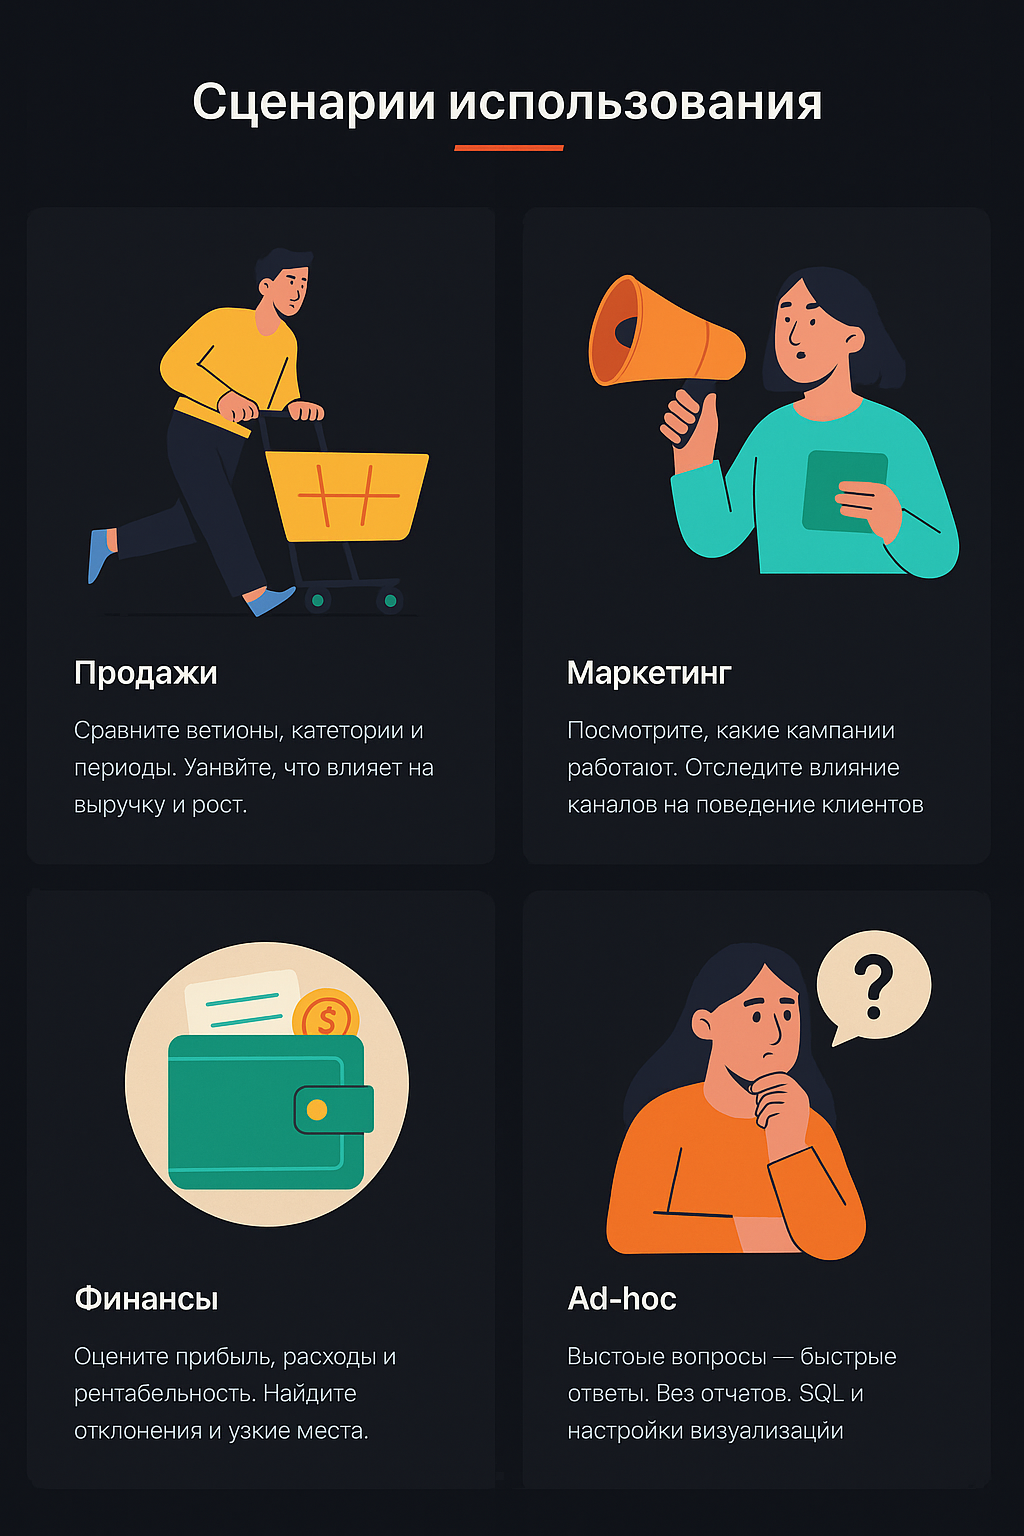 Сценарии использования
Продажи
Сравните ветионы, катетории и
периоды. Уанвйте, что влияет на
выручку и рост.
Маркетинг
Посмотрите, какие кампании
работают. Отследите влияние
каналов на поведение клиентов
$
Финансы
Оцените прибыль, расходы и
рентабельность. Найдите
отклонения и узкие места.
?
Ad-hoc
Выстоые вопросы — быстрые
ответы. Вез отчатов. SQL и
настройки визуализаций